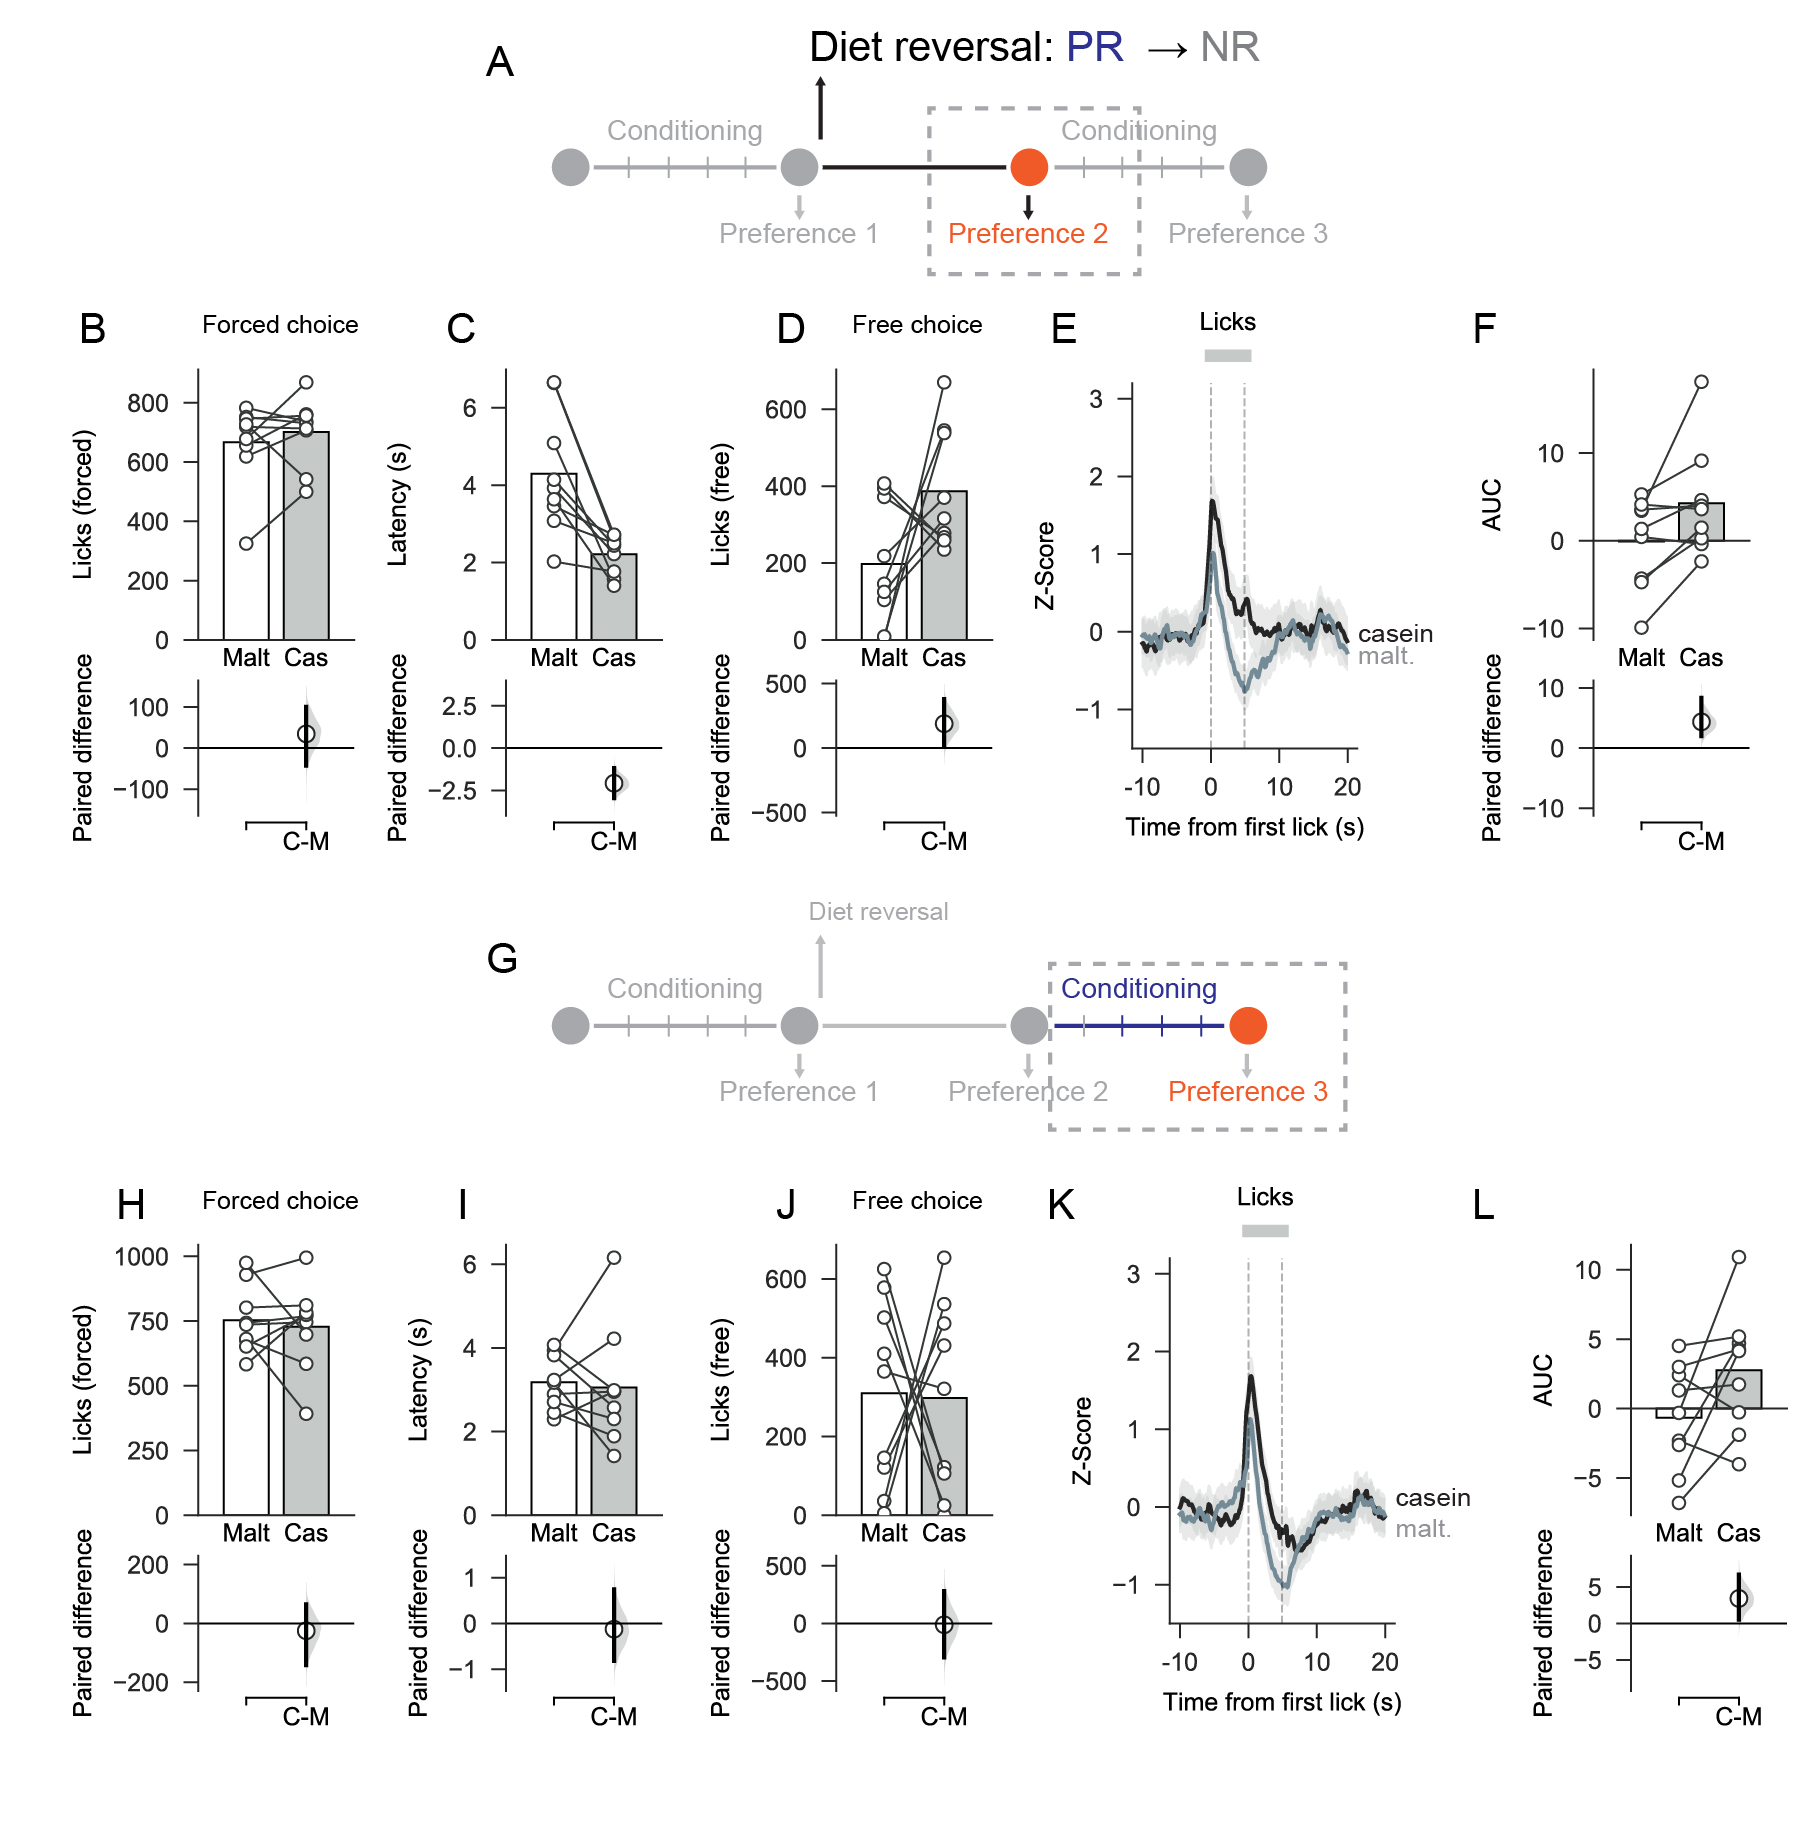 A
Diet reversal: PR → NR
Conditioning
Conditioning
Preference 1
Preference 2
Preference 3
B
Forced choice
Licks (forced)
800
600
400
200
0
Malt Cas
Paired difference
100
0
−100
C-M
C
Latency (s)
6
4
2
0
Malt Cas
Paired difference
2.5
0.0
−2.5
C-M
D
Free choice
Licks (free)
600
400
200
0
Malt Cas
Paired difference
500
0
−500
C-M
E
Licks
Z-Score
3
2
1
0
−1
casein
malt.
-10 0 10 20
Time from first lick (s)
F
AUC
10
0
−10
Malt Cas
Paired difference
10
0
−10
C-M
Diet reversal
G
Conditioning
Conditioning
Preference 1
Preference 2
Preference 3
H
Forced choice
Licks (forced)
1000
750
500
250
0
Malt Cas
Paired difference
200
0
−200
C-M
I
Latency (s)
6
4
2
0
Malt Cas
Paired difference
1
0
−1
C-M
J
Free choice
Licks (free)
600
400
200
0
Malt Cas
Paired difference
500
0
−500
C-M
K
Licks
Z-Score
3
2
1
0
−1
casein
malt.
-10 0 10 20
Time from first lick (s)
L
AUC
10
5
0
−5
Malt Cas
Paired difference
5
0
−5
C-M